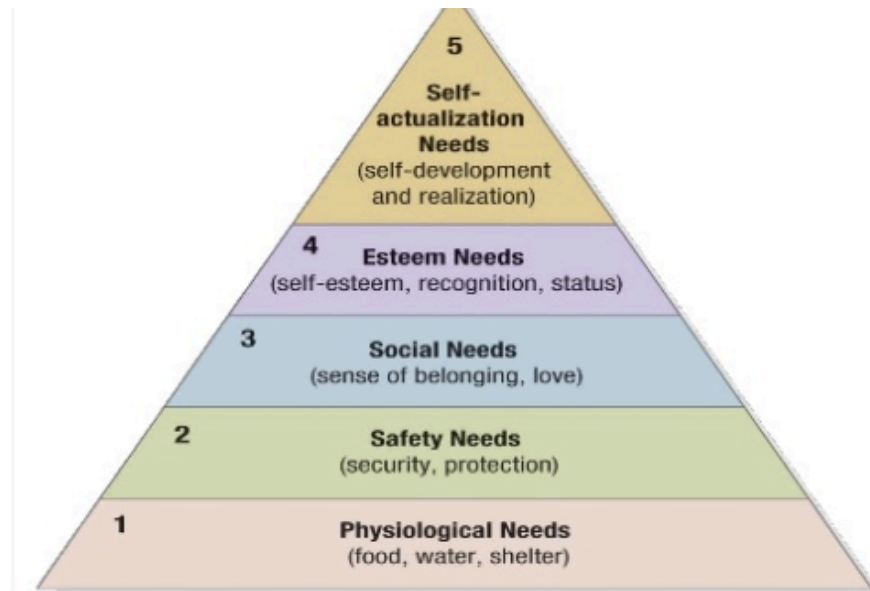 5
Self-
actualization
Needs
(self-development
and realization)
4
Esteem Needs
(self-esteem, recognition, status)
3
Social Needs
(sense of belonging, love)
2
Safety Needs
(security, protection)
1
Physiological Needs
(food, water, shelter)